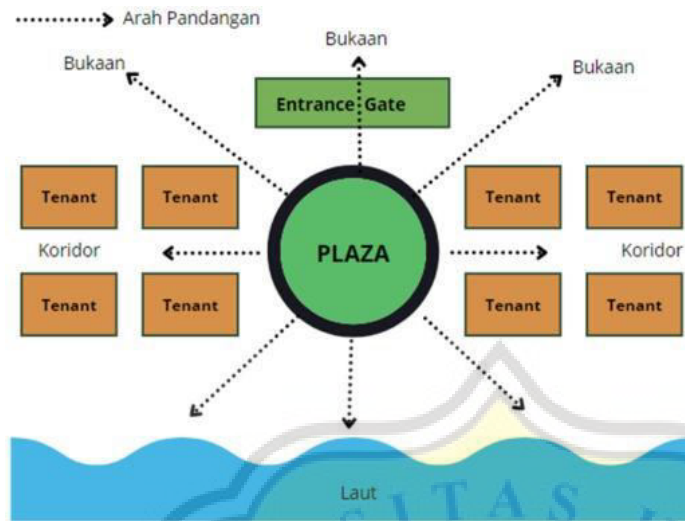 Arah Pandangan
Bukaan
Bukaan
Bukaan
Entrance Gate
Tenant
Tenant
Tenant
Tenant
Koridor
PLAZA
Koridor
Tenant
Tenant
Tenant
Tenant
Laut
SITAS